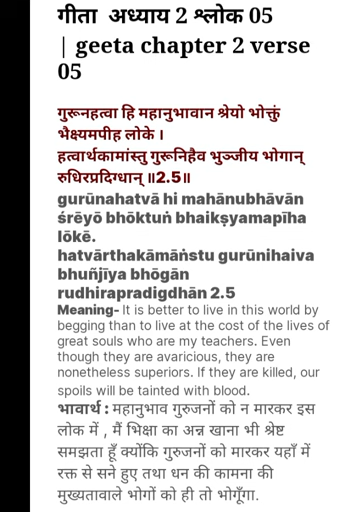 गीता अध्याय 2 श्लोक 05
| geeta chapter 2 verse
05
गुरूनहत्वा हि महानुभावान श्रेयो भोक्तुं
भैक्ष्यमपीह लोके ।
हत्वार्थकामांस्तु गुरूनिहैव भुञ्जीय भोगान्
रुधिरप्रदिग्धान् ॥2.5॥
gurūnahatvā hi mahānubhāvān
śrēyō bhōktuṅ bhaikṣyamapīha
lōkē.
hatvārthakāmāṅstu gurūnihaiva
bhuñjīya bhōgān
rudhirapradigdhān 2.5
Meaning- It is better to live in this world by
begging than to live at the cost of the lives of
great souls who are my teachers. Even
though they are avaricious, they are
nonetheless superiors. If they are killed, our
spoils will be tainted with blood.
भावार्थ : महानुभाव गुरुजनों को न मारकर इस
लोक में , मैं भिक्षा का अन्न खाना भी श्रेष्ट
समझता हूँ क्योंकि गुरुजनों को मारकर यहाँ में
रक्त से सने हुए तथा धन की कामना की
मुख्यतावाले भोगों को ही तो भोगूँगा.